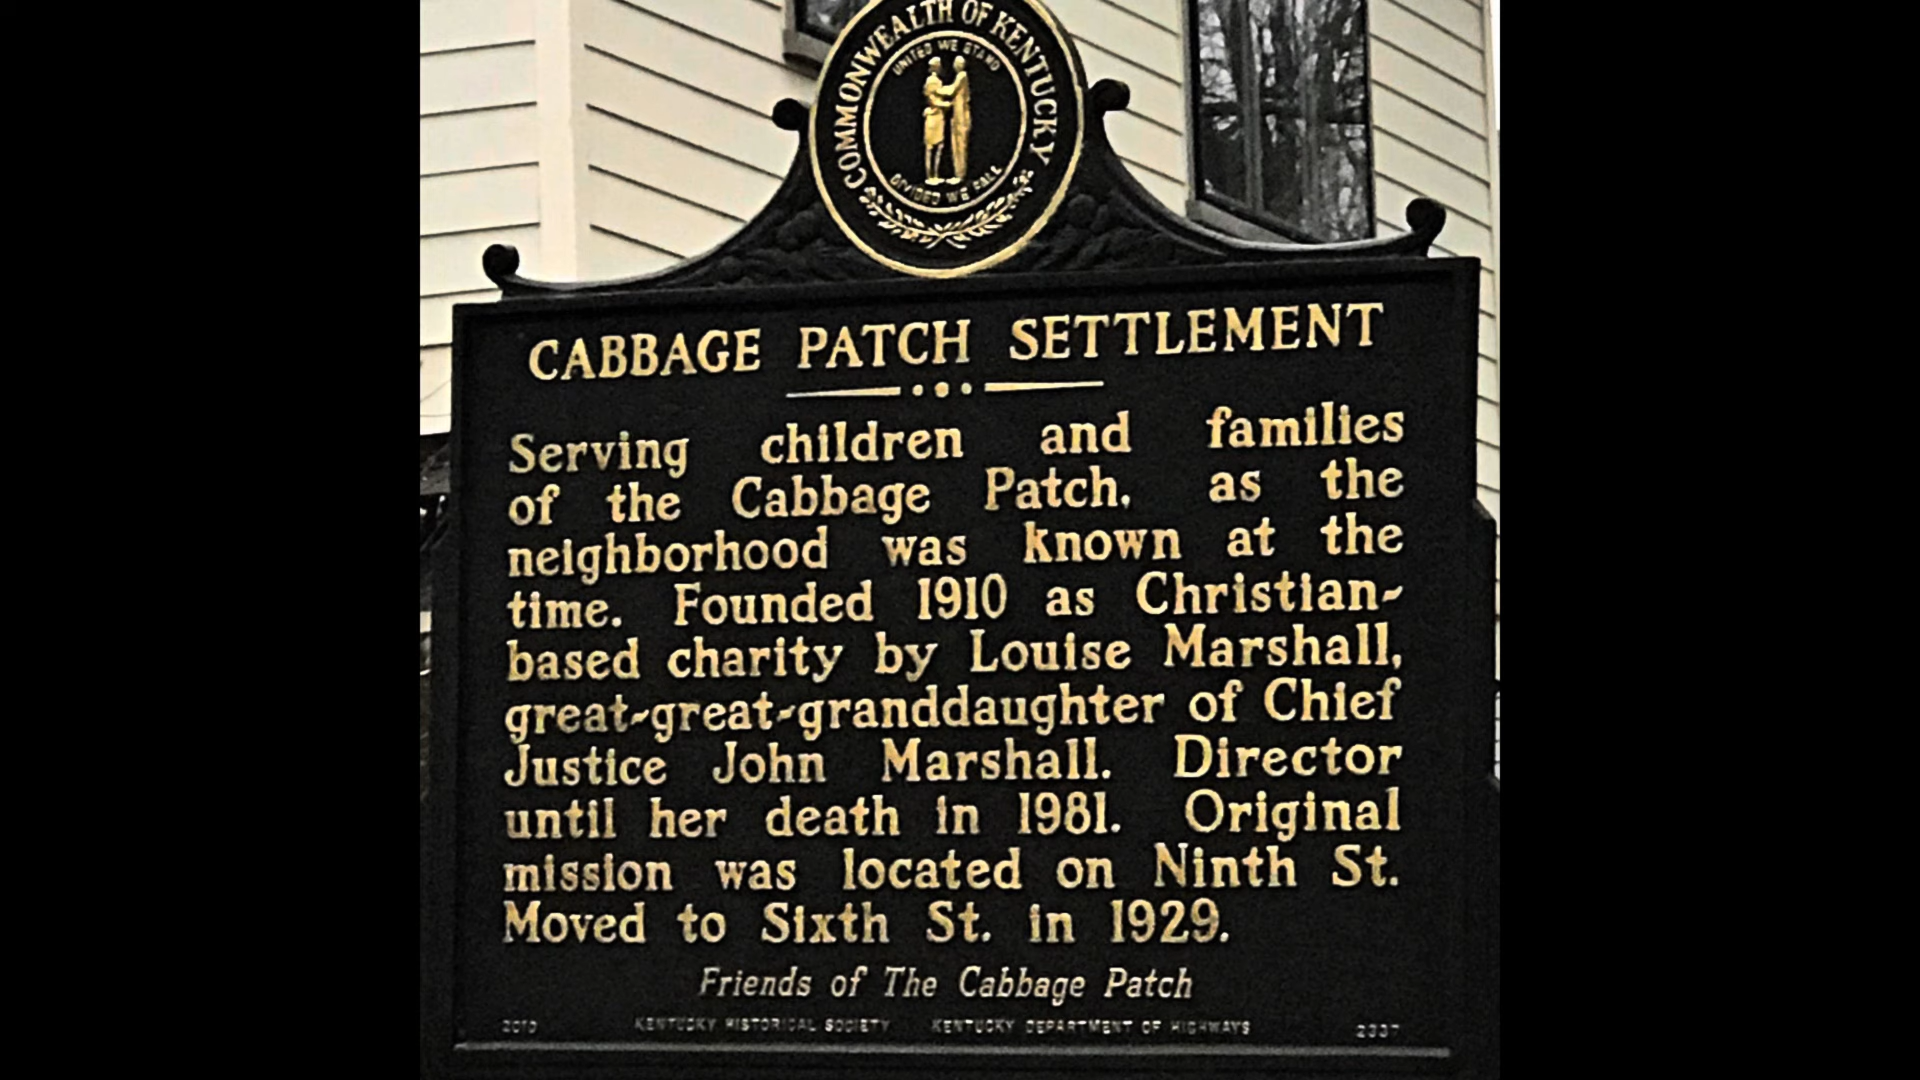 COMMONWEALTH OF KENTUCKY
UNITED WE STAND
DIVIDED WE FALL
CABBAGE PATCH SETTLEMENT
Serving children and families
of the Cabbage Patch, as the
neighborhood was known at the
time. Founded 1910 as Christian-
based charity by Louise Marshall,
great-great-granddaughter of Chief
Justice John Marshall. Director
until her death in 1981. Original
mission was located on Ninth St.
Moved to Sixth St. in 1929.
Friends of The Cabbage Patch
2010 KENTUCKY HISTORICAL SOCIETY KENTUCKY DEPARTMENT OF HIGHWAYS 2337